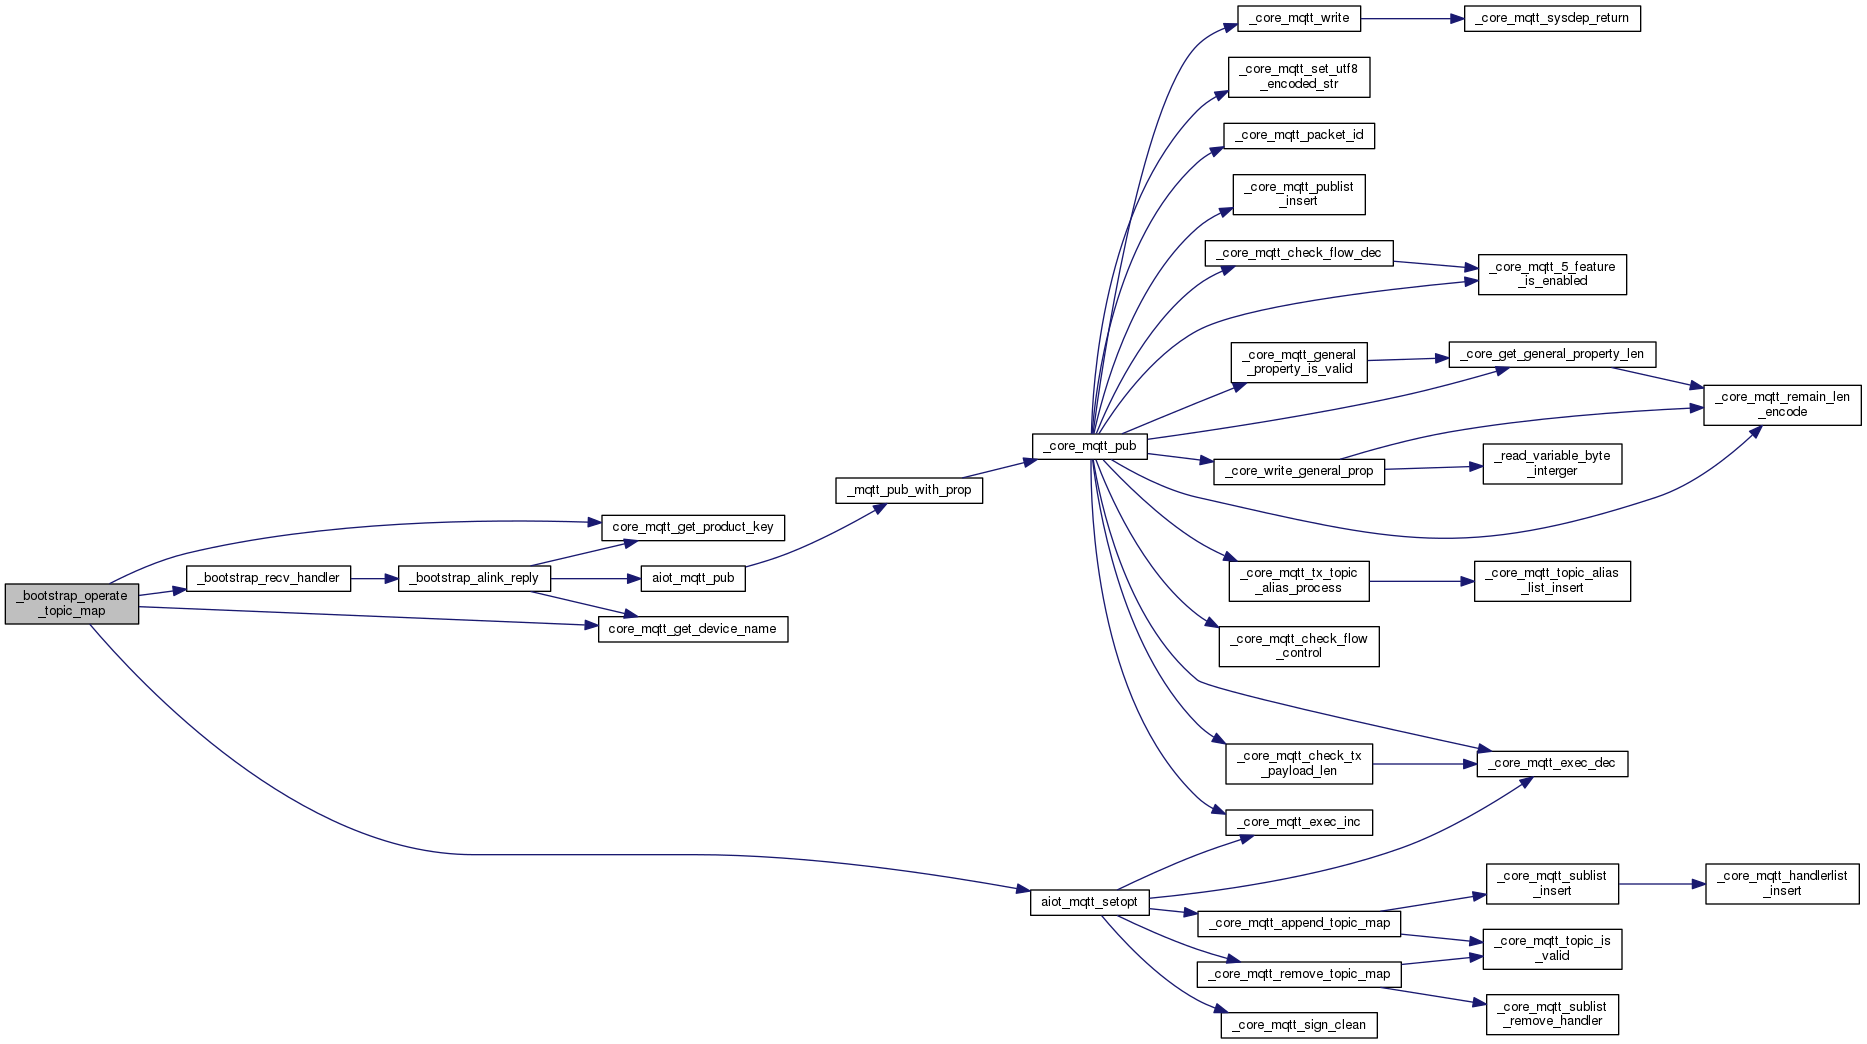 _core_mqtt_write
_core_mqtt_sysdep_return
_core_mqtt_set_utf8
_encoded_str
_core_mqtt_packet_id
_core_mqtt_publist
_insert
_core_mqtt_check_flow_dec
_core_mqtt_5_feature
_is_enabled
_core_mqtt_general
_property_is_valid
_core_get_general_property_len
_core_mqtt_remain_len
_encode
_core_mqtt_pub
_core_write_general_prop
_read_variable_byte
_interger
_mqtt_pub_with_prop
core_mqtt_get_product_key
_bootstrap_operate
_topic_map
_bootstrap_recv_handler
_bootstrap_alink_reply
aiot_mqtt_pub
core_mqtt_get_device_name
_core_mqtt_tx_topic
_alias_process
_core_mqtt_topic_alias
_list_insert
_core_mqtt_check_flow
_control
_core_mqtt_check_tx
_payload_len
_core_mqtt_exec_dec
_core_mqtt_exec_inc
aiot_mqtt_setopt
_core_mqtt_append_topic_map
_core_mqtt_sublist
_insert
_core_mqtt_handlerlist
_insert
_core_mqtt_topic_is
_valid
_core_mqtt_remove_topic_map
_core_mqtt_sublist
_remove_handler
_core_mqtt_sign_clean